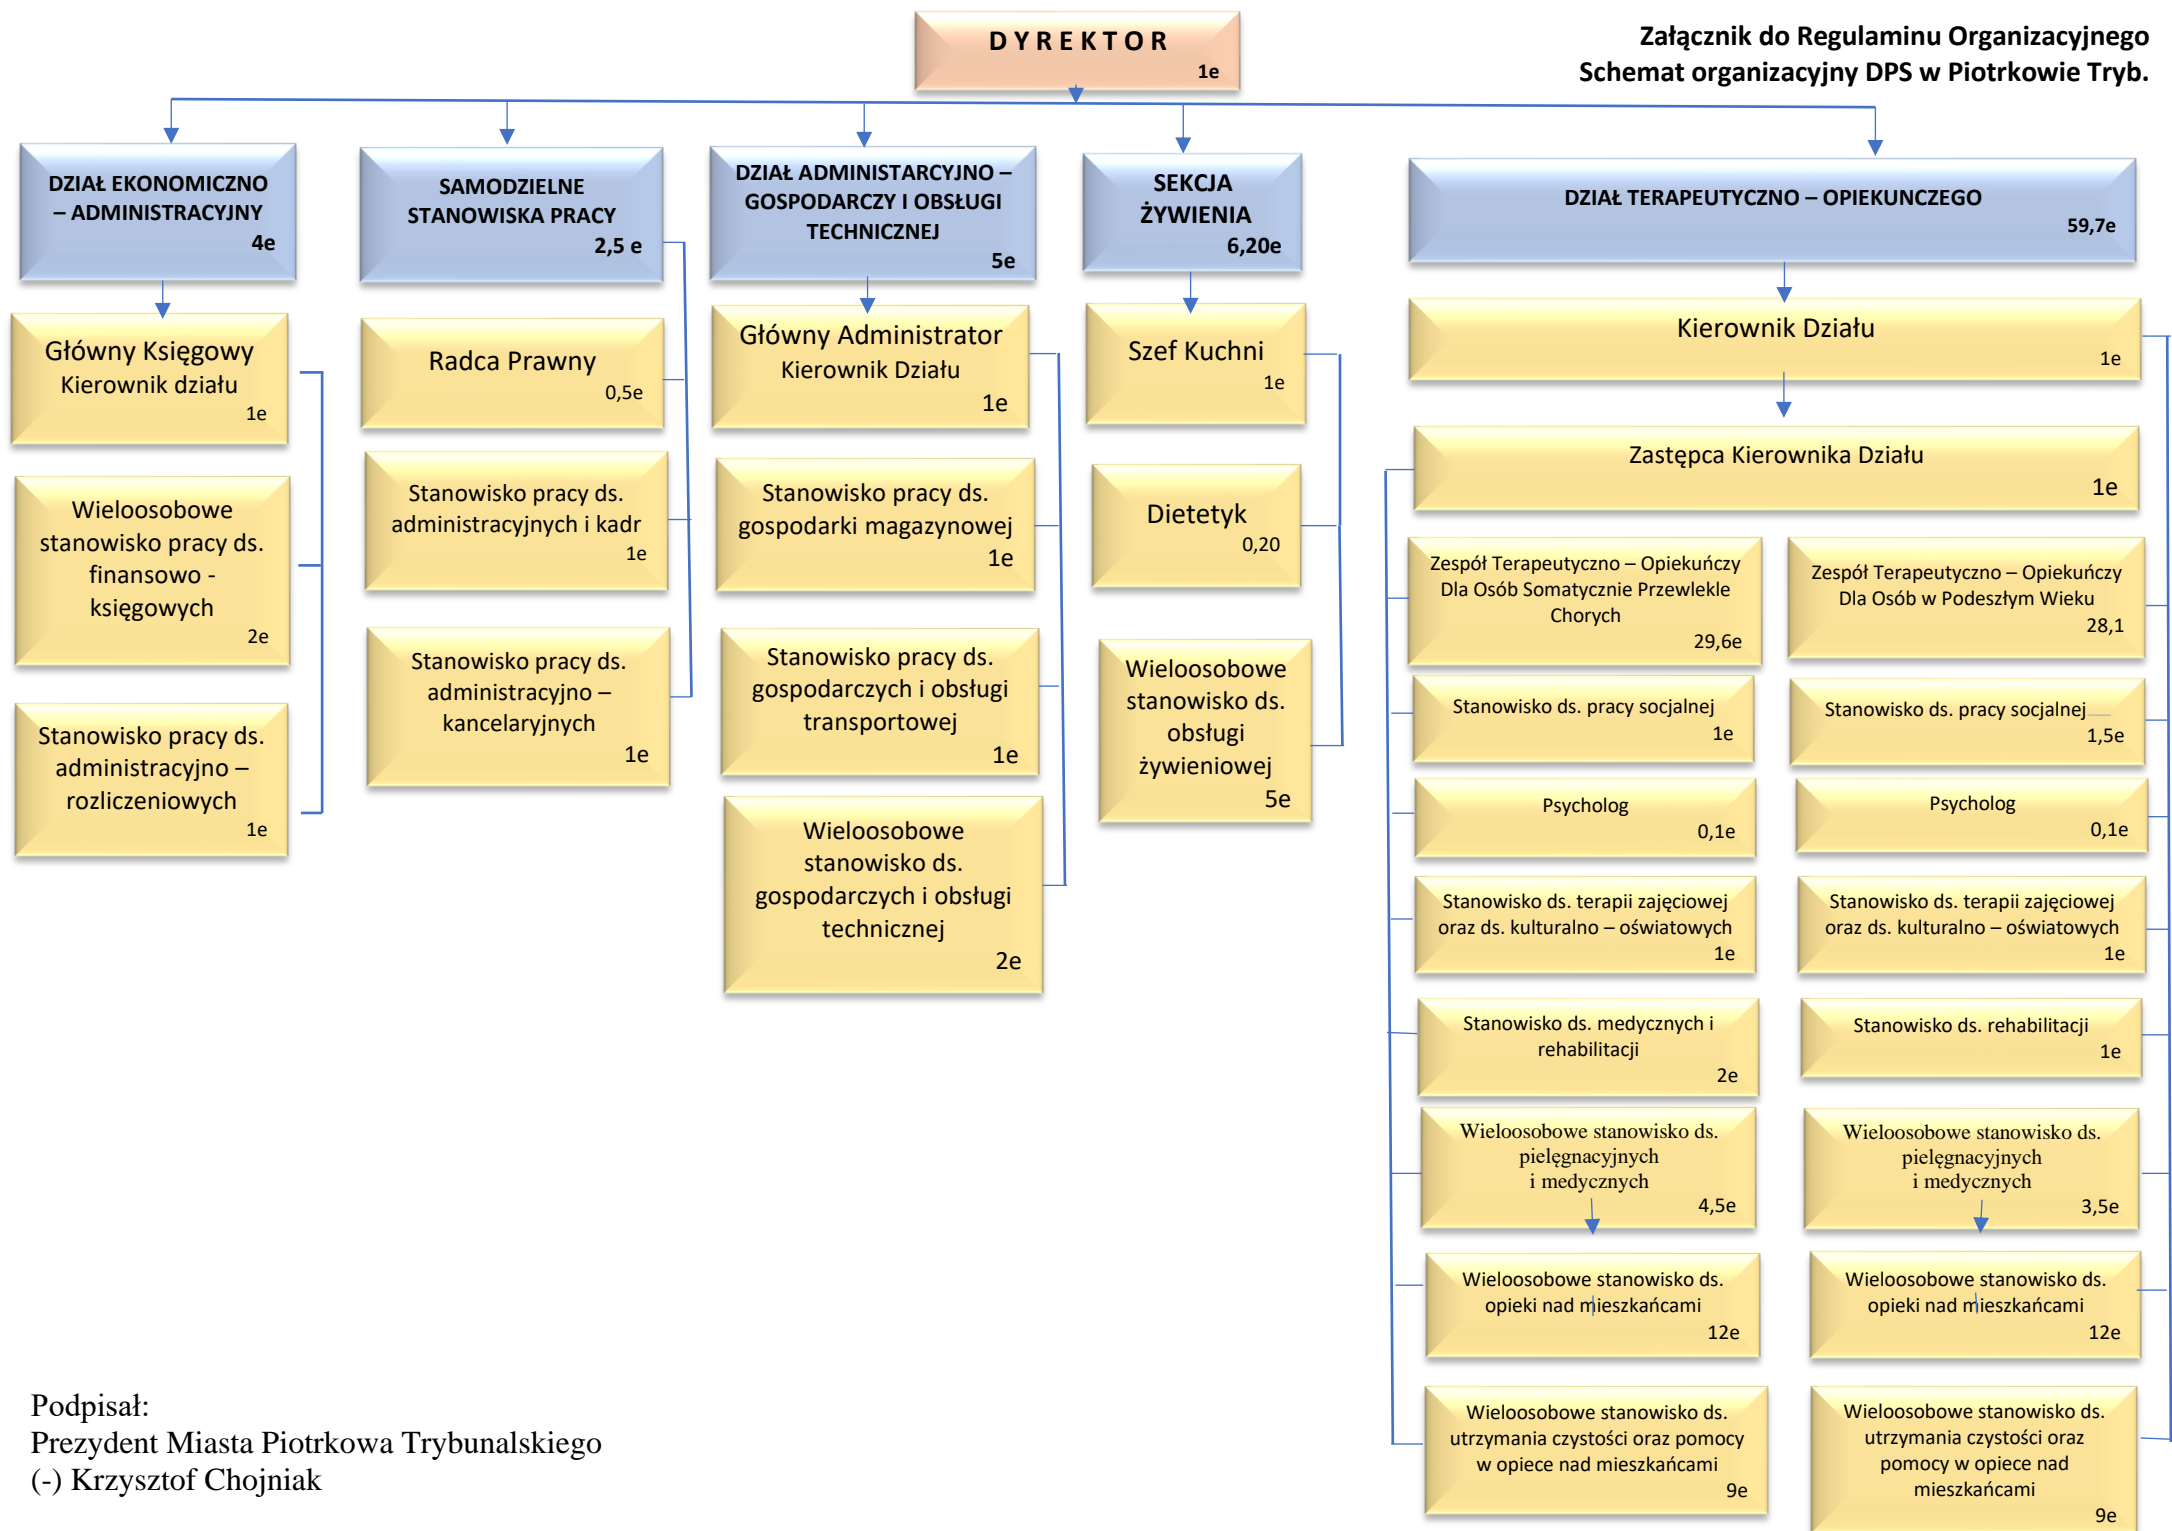 D Y R E K T O R
1e
Załącznik do Regulaminu Organizacyjnego
Schemat organizacyjny DPS w Piotrkowie Tryb.
DZIAŁ EKONOMICZNO
– ADMINISTRACYJNY
4e
Główny Księgowy
Kierownik działu
1e
Wieloosobowe
stanowisko pracy ds.
finansowo -
księgowych
2e
Stanowisko pracy ds.
administracyjno –
rozliczeniowych
1e
SAMODZIELNE
STANOWISKA PRACY
2,5 e
Radca Prawny
0,5e
Stanowisko pracy ds.
administracyjnych i kadr
1e
Stanowisko pracy ds.
administracyjno –
kancelaryjnych
1e
DZIAŁ ADMINISTARCYJNO –
GOSPODARCZY I OBSŁUGI
TECHNICZNEJ
5e
Główny Administrator
Kierownik Działu
1e
Stanowisko pracy ds.
gospodarki magazynowej
1e
Stanowisko pracy ds.
gospodarczych i obsługi
transportowej
1e
Wieloosobowe
stanowisko ds.
gospodarczych i obsługi
technicznej
2e
SEKCJA
ŻYWIENIA
6,20e
Szef Kuchni
1e
Dietetyk
0,20
Wieloosobowe
stanowisko ds.
obsługi
żywieniowej
5e
DZIAŁ TERAPEUTYCZNO – OPIEKUNCZEGO
59,7e
Kierownik Działu
1e
Zastępca Kierownika Działu
1e
Zespół Terapeutyczno – Opiekuńczy
Dla Osób Somatycznie Przewlekle
Chorych
29,6e
Stanowisko ds. pracy socjalnej
1e
Psycholog
0,1e
Stanowisko ds. terapii zajęciowej
oraz ds. kulturalno – oświatowych
1e
Stanowisko ds. medycznych i
rehabilitacji
2e
Wieloosobowe stanowisko ds.
pielęgnacyjnych
i medycznych
4,5e
Wieloosobowe stanowisko ds.
opieki nad mieszkańcami
12e
Wieloosobowe stanowisko ds.
utrzymania czystości oraz pomocy
w opiece nad mieszkańcami
9e
Zespół Terapeutyczno – Opiekuńczy
Dla Osób w Podeszłym Wieku
28,1
Stanowisko ds. pracy socjalnej
1,5e
Psycholog
0,1e
Stanowisko ds. terapii zajęciowej
oraz ds. kulturalno – oświatowych
1e
Stanowisko ds. rehabilitacji
1e
Wieloosobowe stanowisko ds.
pielęgnacyjnych
i medycznych
3,5e
Wieloosobowe stanowisko ds.
opieki nad mieszkańcami
12e
Wieloosobowe stanowisko ds.
utrzymania czystości oraz
pomocy w opiece nad
mieszkańcami
9e
Podpisał:
Prezydent Miasta Piotrkowa Trybunalskiego
(-) Krzysztof Chojniak